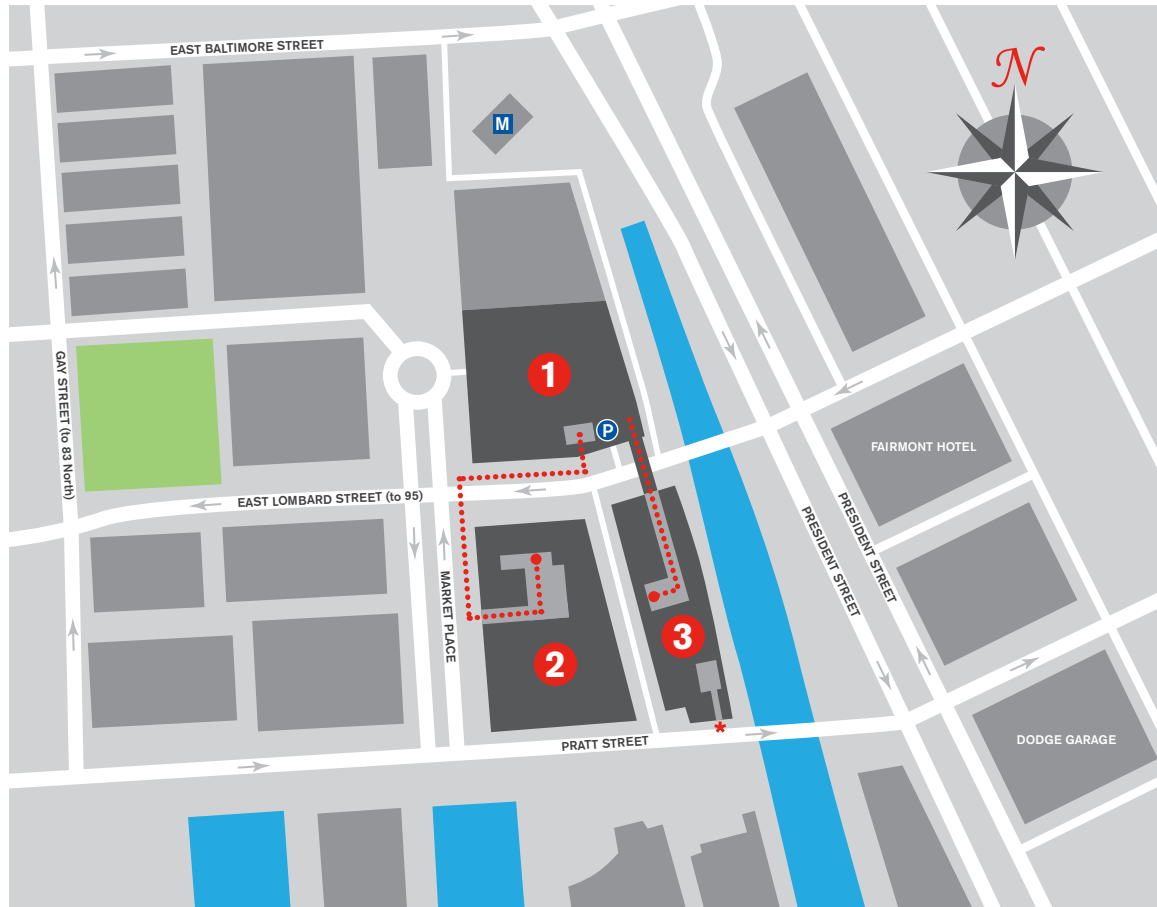 EAST BALTIMORE STREET
N
M
1
P
GAY STREET (to 83 North)
FAIRMONT HOTEL
EAST LOMBARD STREET (to 95)
PRESIDENT STREET
PRESIDENT STREET
MARKET PLACE
3
2
*
PRATT STREET
DODGE GARAGE